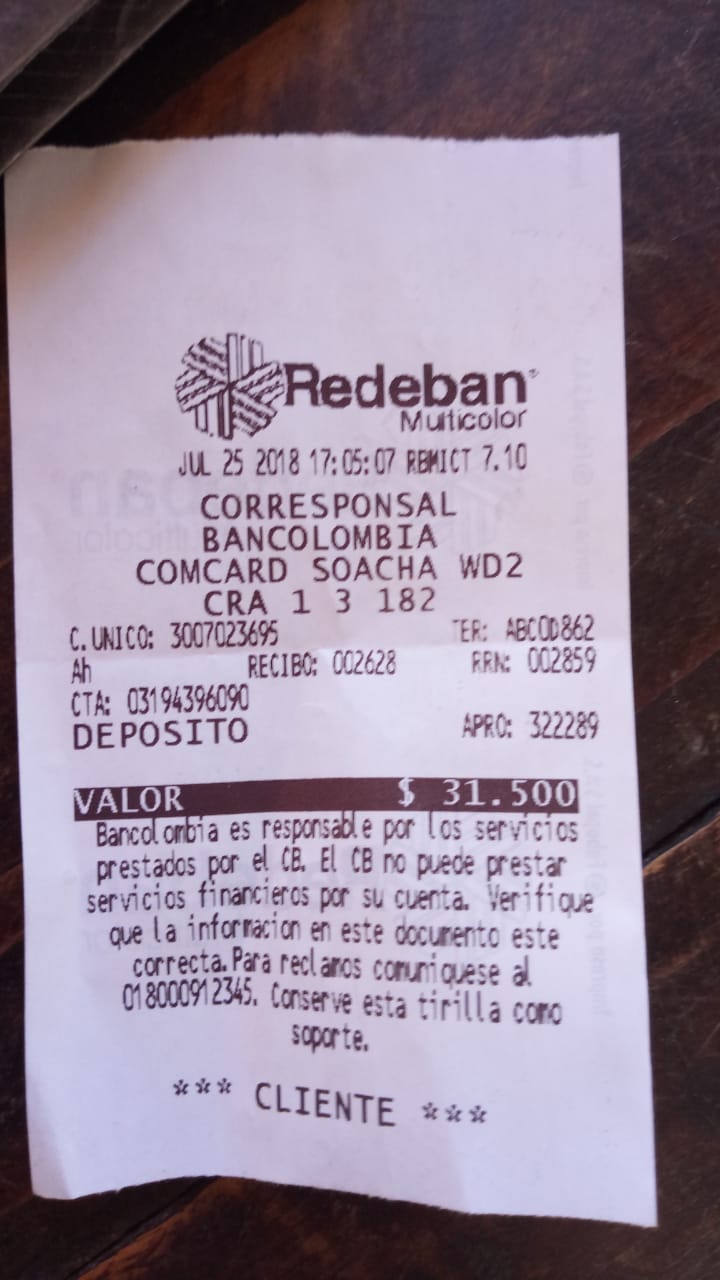 Redeban
Multicolor
JUL 25 2018 17:05:07 RBMICT 7.10
CORRESPONSAL
BANCOLOMBIA
COMCARD SOACHA WD2
CRA 1 3 182
C. UNICO: 3007023695 TER: ABCOD862
Ah RECIBO: 002628 RRN: 002859
CTA: 03194396090
DEPOSITO APRO: 322289
VALOR $ 31.500
Bancolombia es responsable por los servicios
prestados por el CB. El CB no puede prestar
servicios financieros por su cuenta. Verifique
que la informacion en este documento este
correcta. Para reclamos comuniquese al
018000912345. Conserve esta tirilla como
soporte.
*** CLIENTE ***